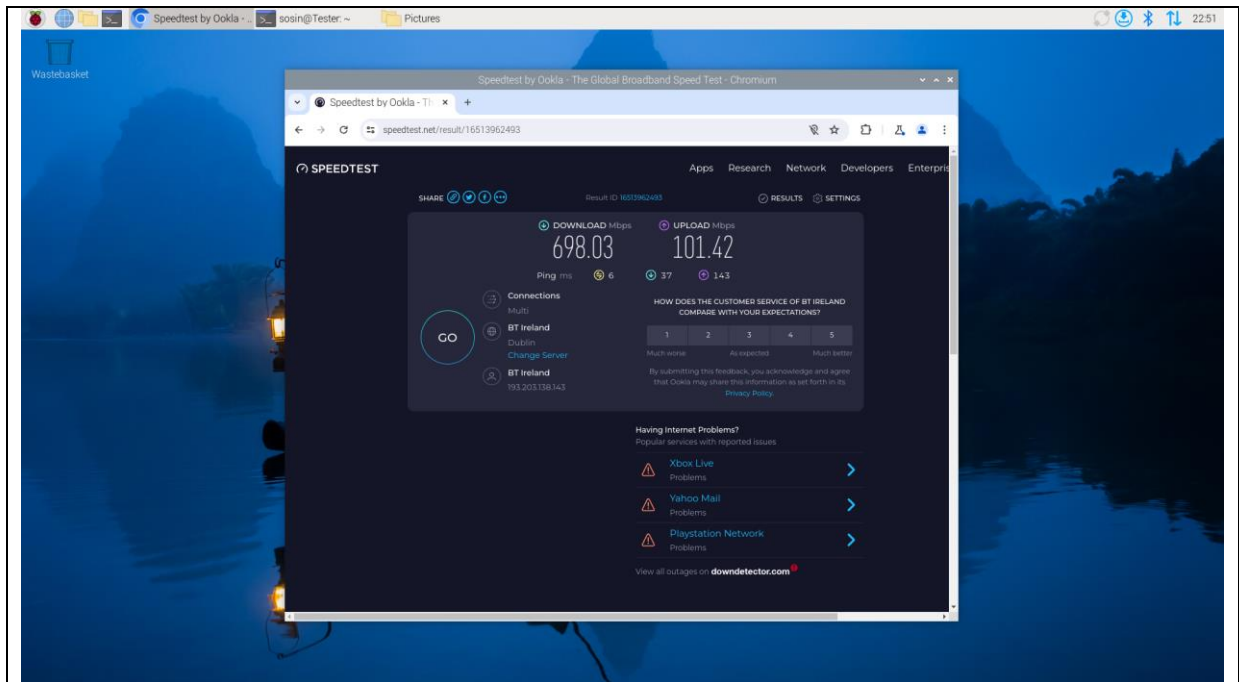 Speedtest by Ookla - ... sosin@Tester: ~ Pictures 22:51
Wastebasket
Speedtest by Ookla - The Global Broadband Speed Test - Chromium
Speedtest by Ookla - Th
speedtest.net/result/16513962493
SPEEDTEST Apps Research Network Developers Enterpris
SHARE Result ID 16513962493 RESULTS SETTINGS
DOWNLOAD Mbps UPLOAD Mbps
698.03 101.42
Ping ms 6 37 143
Connections
Multi
BT Ireland
Dublin
Change Server
BT Ireland
193.203.138.143
GO
HOW DOES THE CUSTOMER SERVICE OF BT IRELAND
COMPARE WITH YOUR EXPECTATIONS?
1 2 3 4 5
Much worse As expected Much better
By submitting this feedback, you acknowledge and agree
that Ookla may share this information as set forth in its
Privacy Policy.
Having Internet Problems?
Popular services with reported issues
Xbox Live
Problems
Yahoo Mail
Problems
Playstation Network
Problems
View all outages on downdetector.com